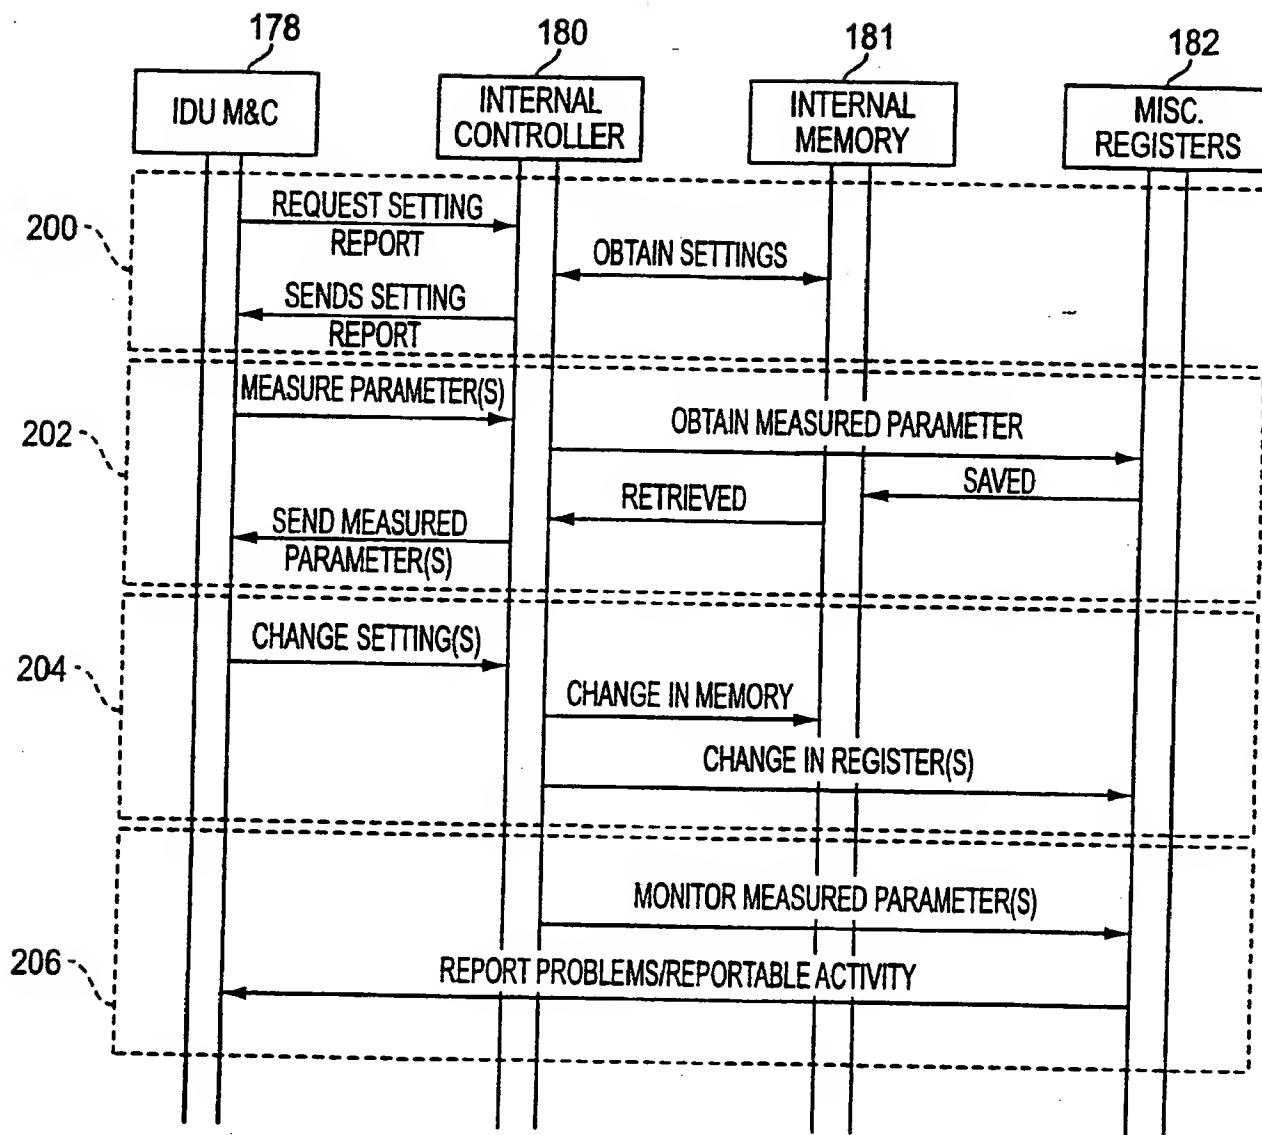 178
180
181
182
IDU M&C
INTERNAL
CONTROLLER
INTERNAL
MEMORY
MISC.
REGISTERS
200
REQUEST SETTING
REPORT
OBTAIN SETTINGS
SENDS SETTING
REPORT
202
MEASURE PARAMETER(S)
OBTAIN MEASURED PARAMETER
SAVED
RETRIEVED
SEND MEASURED
PARAMETER(S)
204
CHANGE SETTING(S)
CHANGE IN MEMORY
CHANGE IN REGISTER(S)
206
MONITOR MEASURED PARAMETER(S)
REPORT PROBLEMS/REPORTABLE ACTIVITY